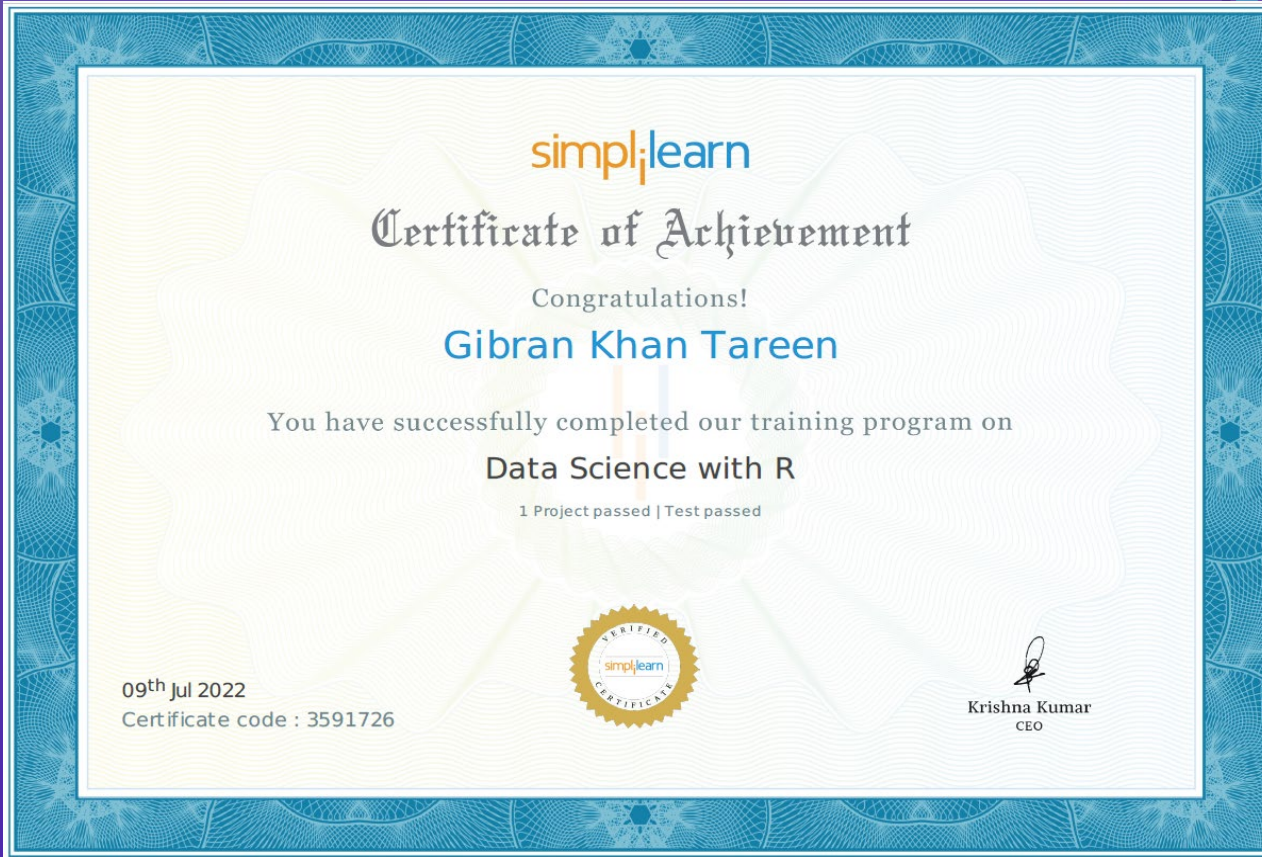 simplilearn
Certificate of Achievement
Congratulations!
Gibran Khan Tareen
You have successfully completed our training program on
Data Science with R
1 Project passed | Test passed
VERIFIED
simplilearn
CERTIFICATE
09th Jul 2022
Certificate code : 3591726
Krishna Kumar
CEO